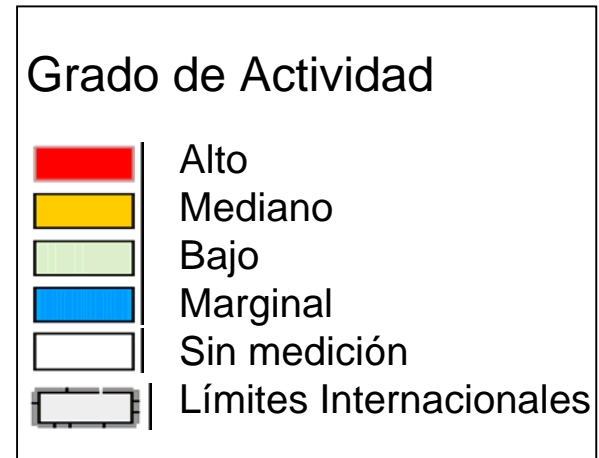 Grado de Actividad
Alto
Mediano
Bajo
Marginal
Sin medición
Límites Internacionales